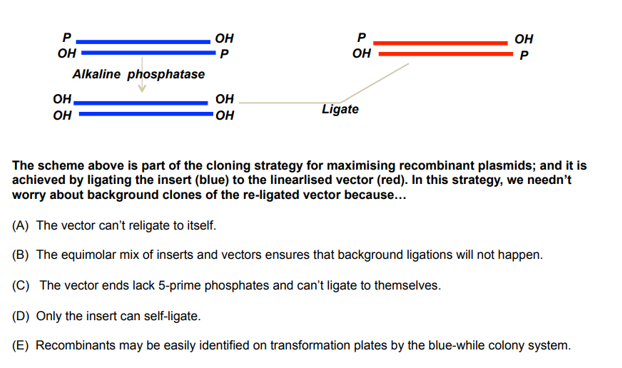 P OH P OH
OH P OH P
Alkaline phosphatase
OH OH
OH OH Ligate
The scheme above is part of the cloning strategy for maximising recombinant plasmids; and it is
achieved by ligating the insert (blue) to the linearlised vector (red). In this strategy, we needn't
worry about background clones of the re-ligated vector because…
(A) The vector can't religate to itself.
(B) The equimolar mix of inserts and vectors ensures that background ligations will not happen.
(C) The vector ends lack 5-prime phosphates and can't ligate to themselves.
(D) Only the insert can self-ligate.
(E) Recombinants may be easily identified on transformation plates by the blue-while colony system.